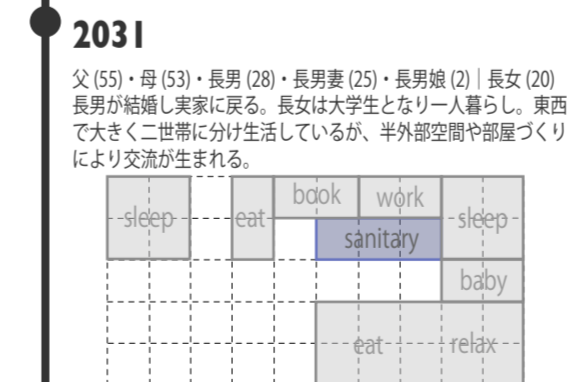 2031
父 (55)・母 (53)・長男 (28)・長男妻 (25)・長男娘 (2)｜長女 (20)
長男が結婚し実家に戻る。長女は大学生となり一人暮らし。東西
で大きく二世帯に分け生活しているが、半外部空間や部屋づくり
により交流が生まれる。
book work
sleep eat sleep
sanitary
baby
eat relax